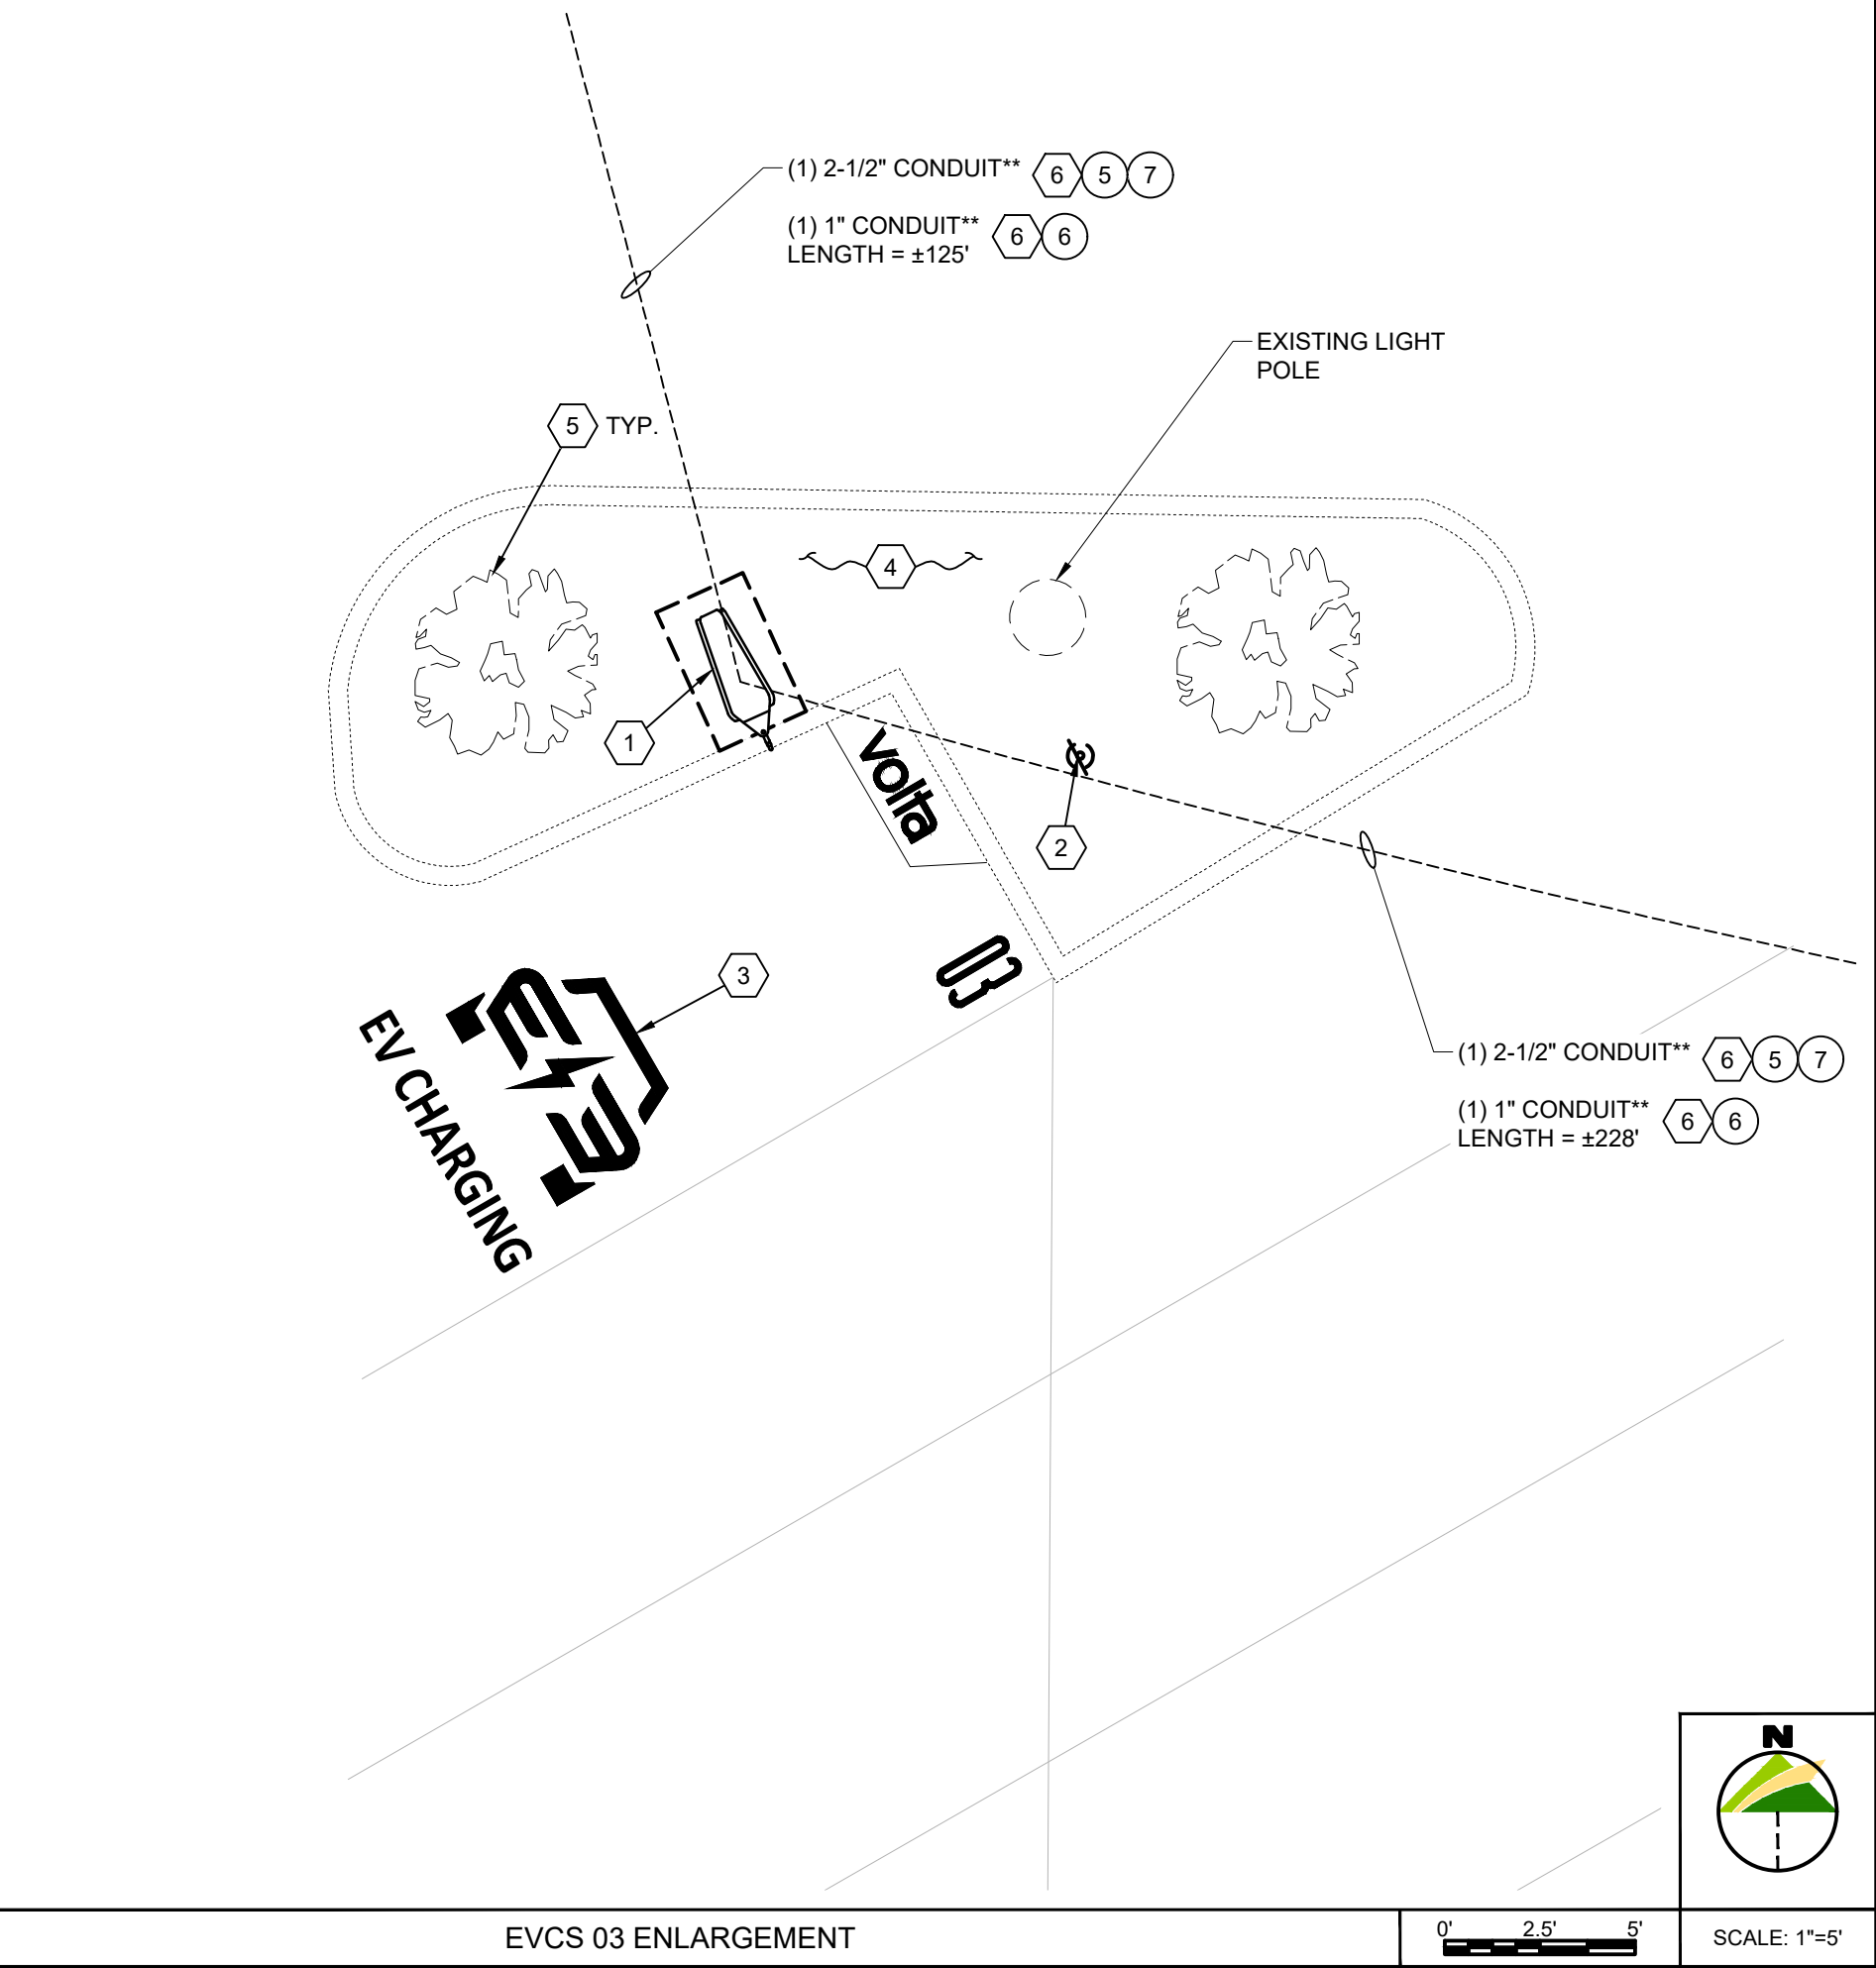 (1) 2-1/2" CONDUIT** 6 5 7
(1) 1" CONDUIT** 6 6
LENGTH = ±125'
EXISTING LIGHT
POLE
5 TYP.
4
1
volta
2
03
3
EV CHARGING
(1) 2-1/2" CONDUIT** 6 5 7
(1) 1" CONDUIT** 6 6
LENGTH = ±228'
N
EVCS 03 ENLARGEMENT
0' 2.5' 5'
SCALE: 1"=5'